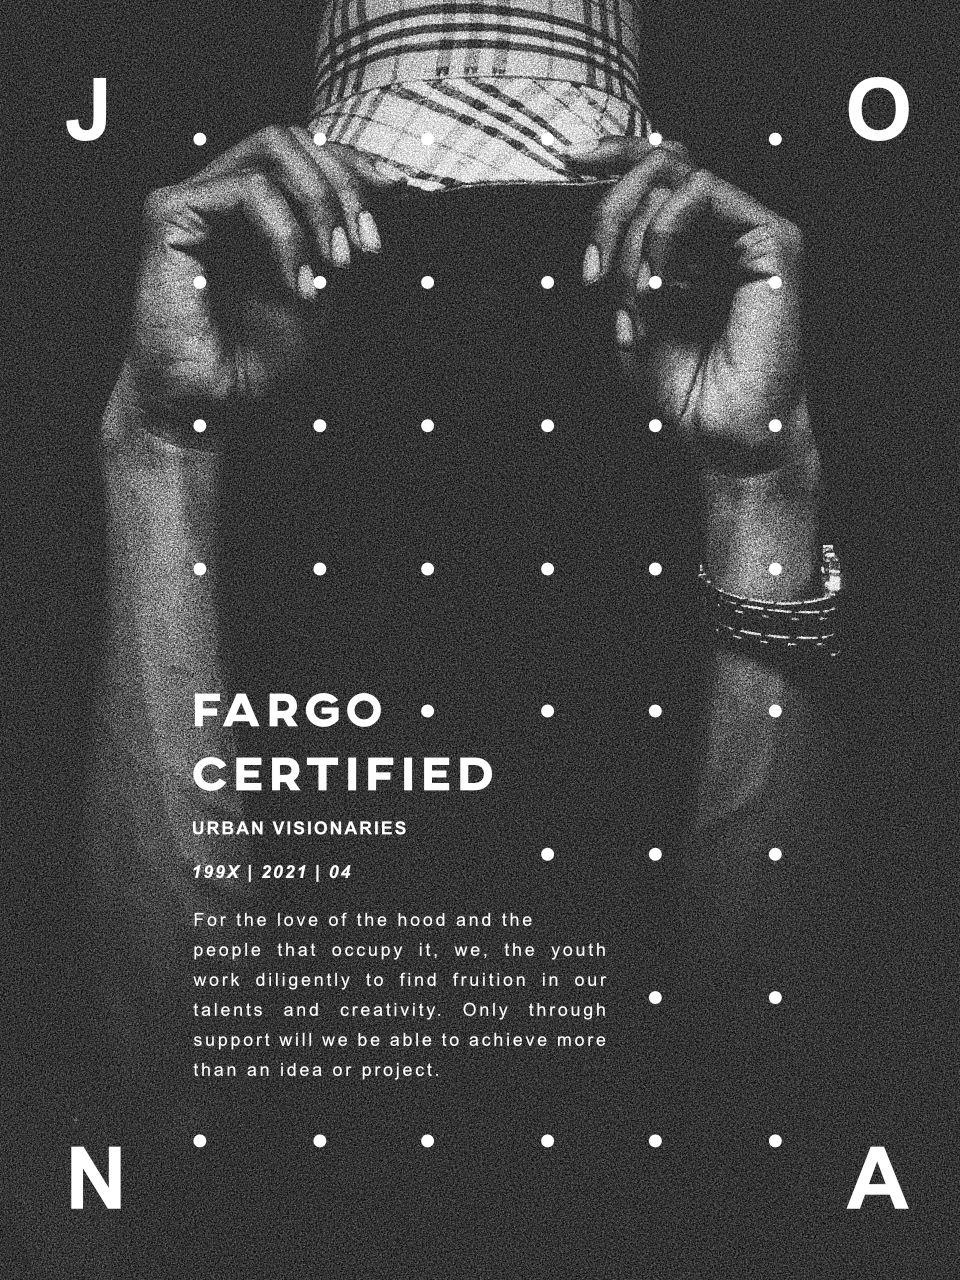 J O
FARGO
CERTIFIED
URBAN VISIONARIES
199X | 2021 | 04
For the love of the hood and the
people that occupy it, we, the youth
work diligently to find fruition in our
talents and creativity. Only through
support will we be able to achieve more
than an idea or project.
N A